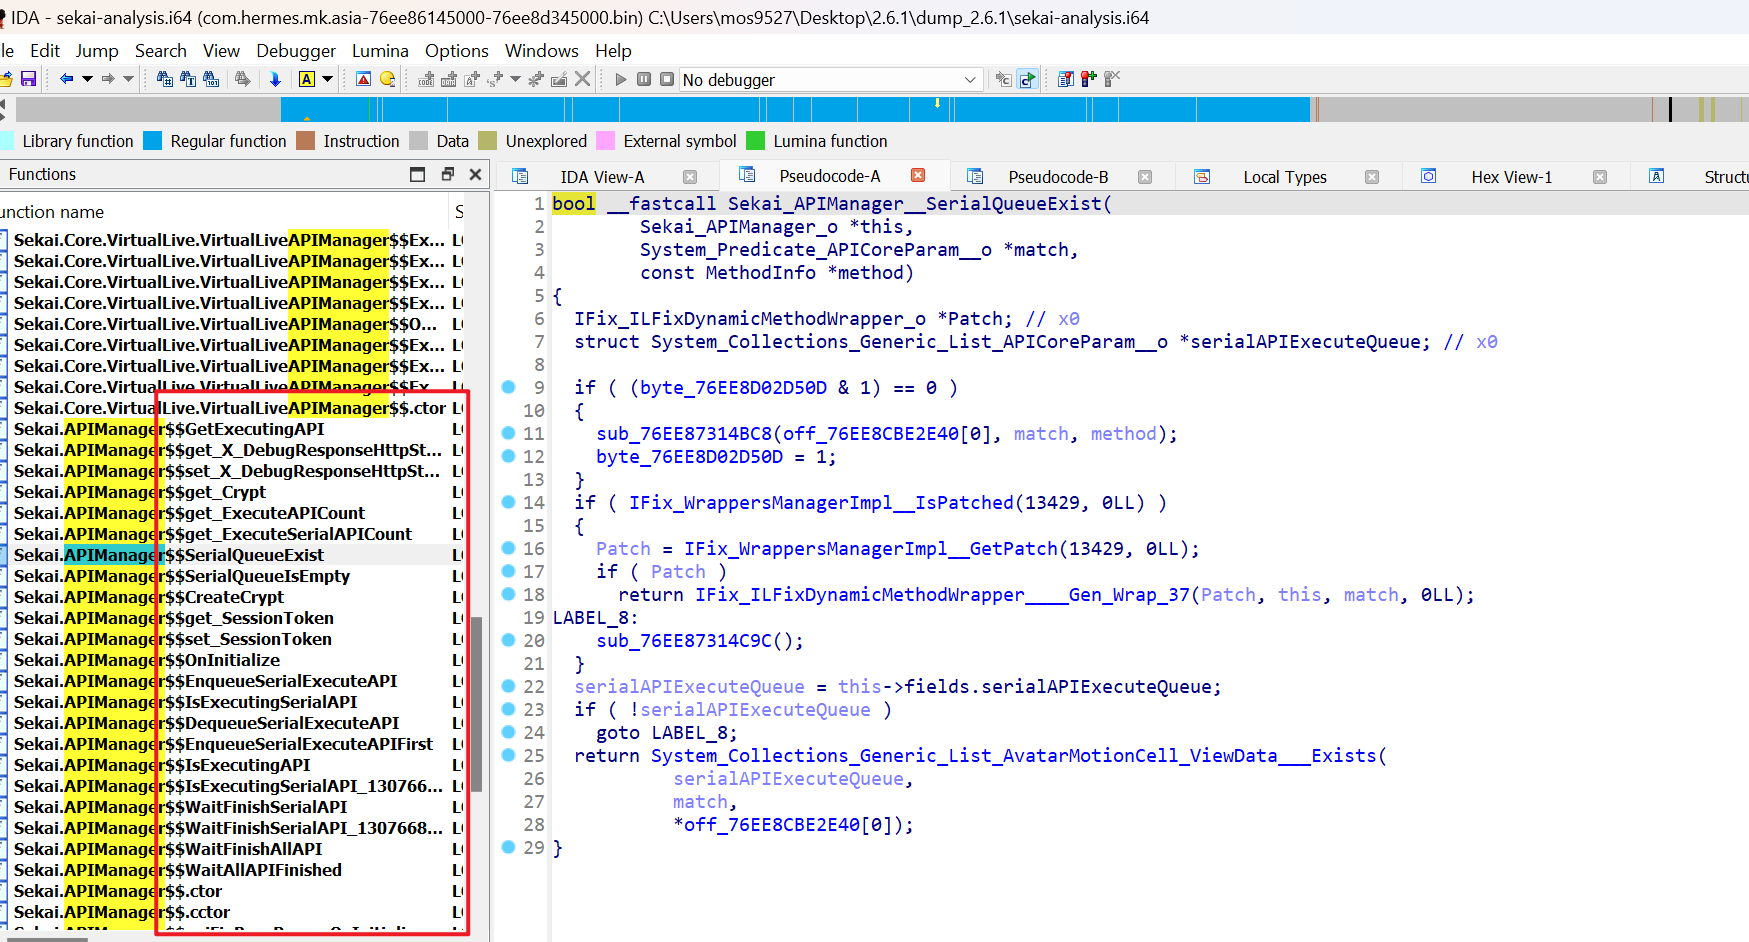 IDA - sekai-analysis.i64 (com.hermes.mk.asia-76ee86145000-76ee8d345000.bin) C:\Users\mos9527\Desktop\2.6.1\dump_2.6.1\sekai-analysis.i64
le Edit Jump Search View Debugger Lumina Options Windows Help
No debugger
Library function Regular function Instruction Data Unexplored External symbol Lumina function
Functions
unction name S
Sekai.Core.VirtualLive.VirtualLiveAPIManager$$Ex...
Sekai.Core.VirtualLive.VirtualLiveAPIManager$$Ex...
Sekai.Core.VirtualLive.VirtualLiveAPIManager$$Ex...
Sekai.Core.VirtualLive.VirtualLiveAPIManager$$Ex...
Sekai.Core.VirtualLive.VirtualLiveAPIManager$$O...
Sekai.Core.VirtualLive.VirtualLiveAPIManager$$Ex...
Sekai.Core.VirtualLive.VirtualLiveAPIManager$$Ex...
Sekai.Core.VirtualLive.VirtualLiveAPIManager$$Ex
Sekai.Core.VirtualLive.VirtualLiveAPIManager$$.ctor
Sekai.APIManager$$GetExecutingAPI
Sekai.APIManager$$get_X_DebugResponseHttpSt...
Sekai.APIManager$$set_X_DebugResponseHttpSt...
Sekai.APIManager$$get_Crypt
Sekai.APIManager$$get_ExecuteAPICount
Sekai.APIManager$$get_ExecuteSerialAPICount
Sekai.APIManager$$SerialQueueExist
Sekai.APIManager$$SerialQueueIsEmpty
Sekai.APIManager$$CreateCrypt
Sekai.APIManager$$get_SessionToken
Sekai.APIManager$$set_SessionToken
Sekai.APIManager$$OnInitialize
Sekai.APIManager$$EnqueueSerialExecuteAPI
Sekai.APIManager$$IsExecutingSerialAPI
Sekai.APIManager$$DequeueSerialExecuteAPI
Sekai.APIManager$$EnqueueSerialExecuteAPIFirst
Sekai.APIManager$$IsExecutingAPI
Sekai.APIManager$$IsExecutingSerialAPI_130766...
Sekai.APIManager$$WaitFinishSerialAPI
Sekai.APIManager$$WaitFinishSerialAPI_1307668...
Sekai.APIManager$$WaitFinishAllAPI
Sekai.APIManager$$WaitAllAPIFinished
Sekai.APIManager$$.ctor
Sekai.APIManager$$.cctor
IDA View-A Pseudocode-A Pseudocode-B Local Types Hex View-1 Structu
1 bool __fastcall Sekai_APIManager__SerialQueueExist(
2 Sekai_APIManager_o *this,
3 System_Predicate_APICoreParam__o *match,
4 const MethodInfo *method)
5 {
6 IFix_ILFixDynamicMethodWrapper_o *Patch; // x0
7 struct System_Collections_Generic_List_APICoreParam__o *serialAPIExecuteQueue; // x0
8
9 if ( (byte_76EE8D02D50D & 1) == 0 )
10 {
11 sub_76EE87314BC8(off_76EE8CBE2E40[0], match, method);
12 byte_76EE8D02D50D = 1;
13 }
14 if ( IFix_WrappersManagerImpl__IsPatched(13429, 0LL) )
15 {
16 Patch = IFix_WrappersManagerImpl__GetPatch(13429, 0LL);
17 if ( Patch )
18 return IFix_ILFixDynamicMethodWrapper____Gen_Wrap_37(Patch, this, match, 0LL);
19 LABEL_8:
20 sub_76EE87314C9C();
21 }
22 serialAPIExecuteQueue = this->fields.serialAPIExecuteQueue;
23 if ( !serialAPIExecuteQueue )
24 goto LABEL_8;
25 return System_Collections_Generic_List_AvatarMotionCell_ViewData___Exists(
26 serialAPIExecuteQueue,
27 match,
28 *off_76EE8CBE2E40[0]);
29 }